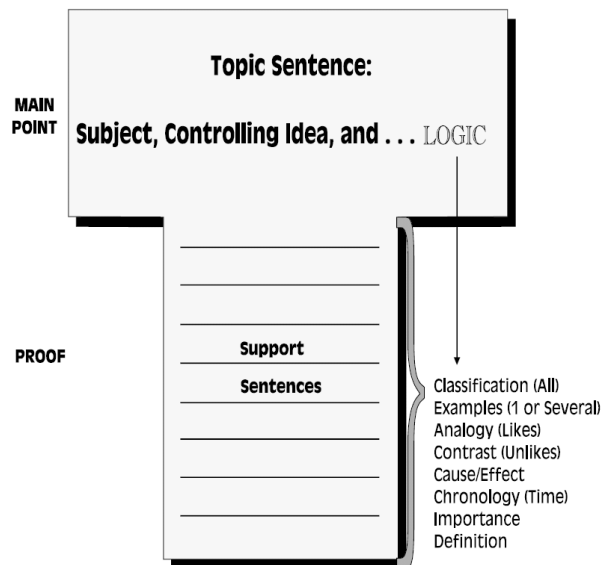 Topic Sentence:
MAIN
POINT
Subject, Controlling Idea, and . . . LOGIC
PROOF
Support
Sentences
Classification (All)
Examples (1 or Several)
Analogy (Likes)
Contrast (Unlikes)
Cause/Effect
Chronology (Time)
Importance
Definition